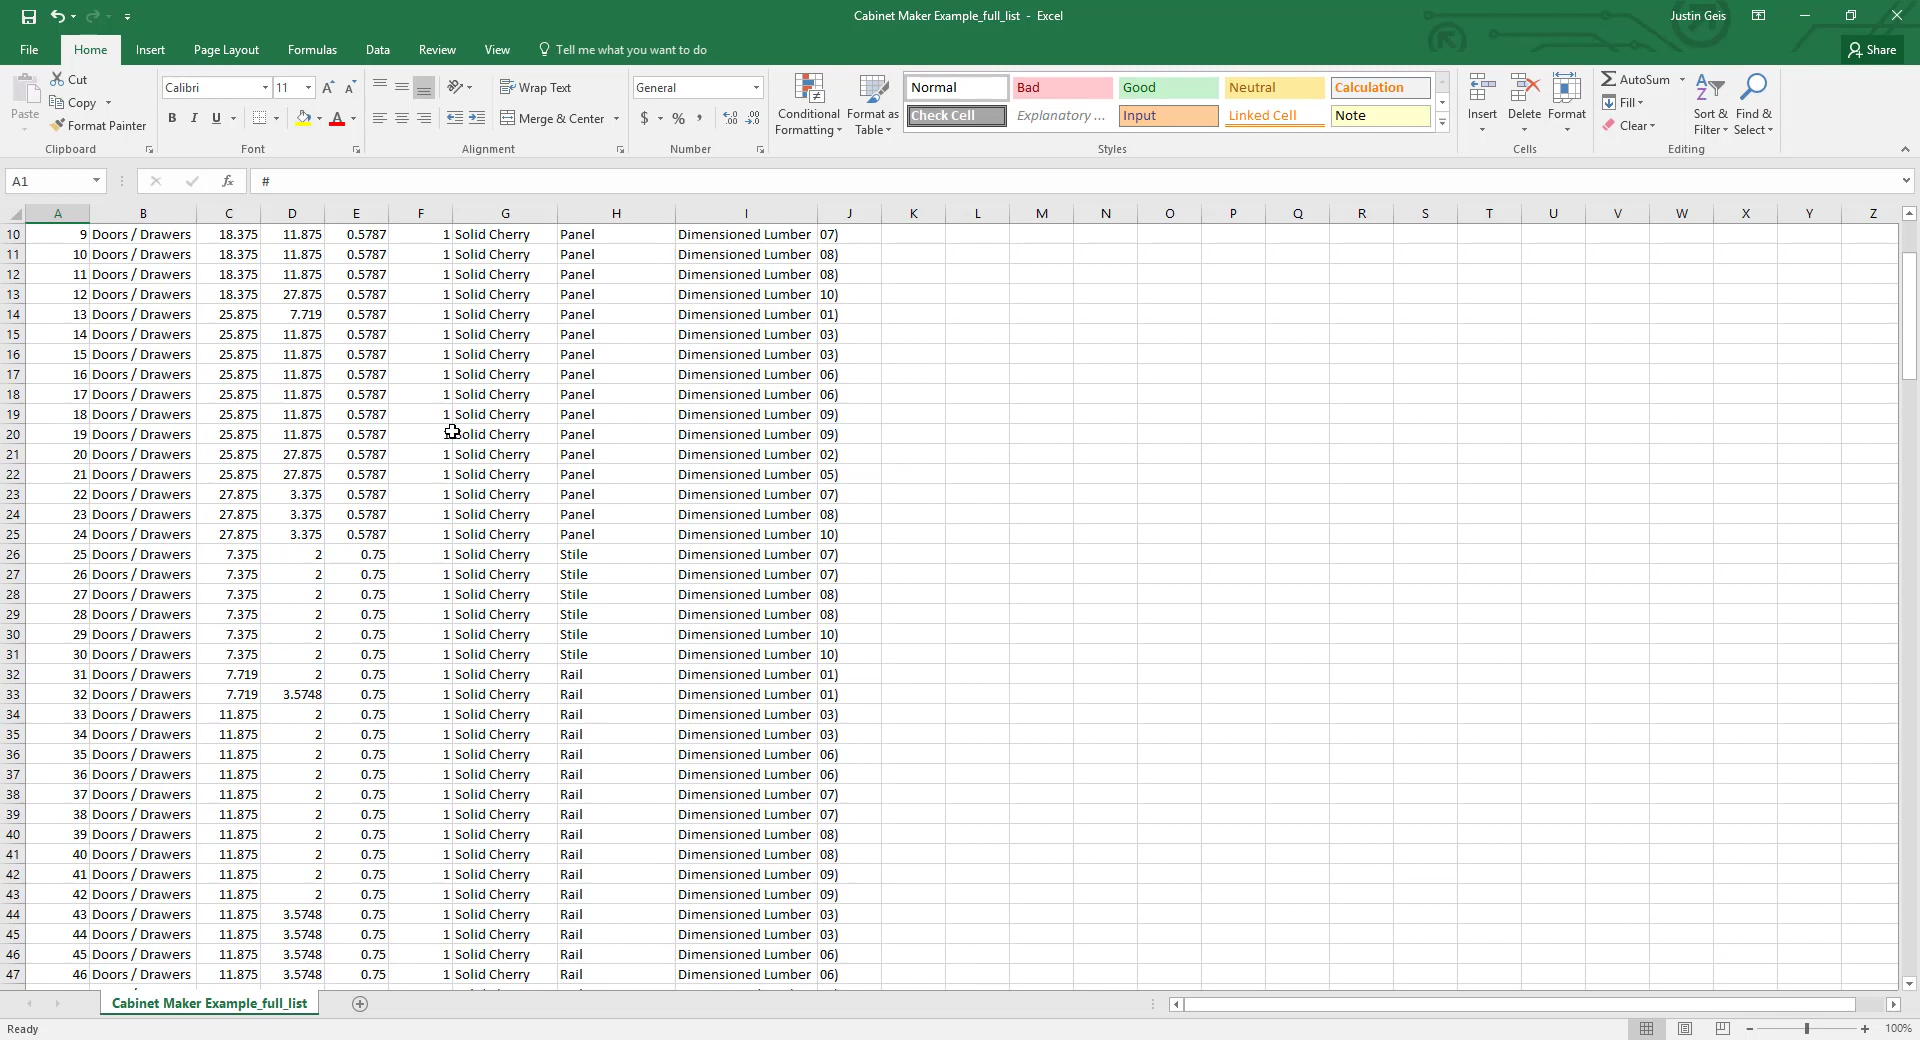 Cabinet Maker Example_full_list - Excel
Justin Geis
File Home Insert Page Layout Formulas Data Review View Tell me what you want to do
Share
Paste Cut Copy Format Painter Clipboard
Calibri 11 B I U Font
Wrap Text Merge & Center Alignment
General $ % , Number
Conditional Formatting Format as Table
Normal Bad Good Neutral Calculation
Check Cell Explanatory ... Input Linked Cell Note
Styles
Insert Delete Format Cells
AutoSum Fill Clear Sort & Filter Find & Select Editing
A1 fx #
A B C D E F G H I J K L M N O P Q R S T U V W X Y Z
10 9 Doors / Drawers 18.375 11.875 0.5787 1 Solid Cherry Panel Dimensioned Lumber 07)
11 10 Doors / Drawers 18.375 11.875 0.5787 1 Solid Cherry Panel Dimensioned Lumber 08)
12 11 Doors / Drawers 18.375 11.875 0.5787 1 Solid Cherry Panel Dimensioned Lumber 08)
13 12 Doors / Drawers 18.375 27.875 0.5787 1 Solid Cherry Panel Dimensioned Lumber 10)
14 13 Doors / Drawers 25.875 7.719 0.5787 1 Solid Cherry Panel Dimensioned Lumber 01)
15 14 Doors / Drawers 25.875 11.875 0.5787 1 Solid Cherry Panel Dimensioned Lumber 03)
16 15 Doors / Drawers 25.875 11.875 0.5787 1 Solid Cherry Panel Dimensioned Lumber 03)
17 16 Doors / Drawers 25.875 11.875 0.5787 1 Solid Cherry Panel Dimensioned Lumber 06)
18 17 Doors / Drawers 25.875 11.875 0.5787 1 Solid Cherry Panel Dimensioned Lumber 06)
19 18 Doors / Drawers 25.875 11.875 0.5787 1 Solid Cherry Panel Dimensioned Lumber 09)
20 19 Doors / Drawers 25.875 11.875 0.5787 Solid Cherry Panel Dimensioned Lumber 09)
21 20 Doors / Drawers 25.875 27.875 0.5787 1 Solid Cherry Panel Dimensioned Lumber 02)
22 21 Doors / Drawers 25.875 27.875 0.5787 1 Solid Cherry Panel Dimensioned Lumber 05)
23 22 Doors / Drawers 27.875 3.375 0.5787 1 Solid Cherry Panel Dimensioned Lumber 07)
24 23 Doors / Drawers 27.875 3.375 0.5787 1 Solid Cherry Panel Dimensioned Lumber 08)
25 24 Doors / Drawers 27.875 3.375 0.5787 1 Solid Cherry Panel Dimensioned Lumber 10)
26 25 Doors / Drawers 7.375 2 0.75 1 Solid Cherry Stile Dimensioned Lumber 07)
27 26 Doors / Drawers 7.375 2 0.75 1 Solid Cherry Stile Dimensioned Lumber 07)
28 27 Doors / Drawers 7.375 2 0.75 1 Solid Cherry Stile Dimensioned Lumber 08)
29 28 Doors / Drawers 7.375 2 0.75 1 Solid Cherry Stile Dimensioned Lumber 08)
30 29 Doors / Drawers 7.375 2 0.75 1 Solid Cherry Stile Dimensioned Lumber 10)
31 30 Doors / Drawers 7.375 2 0.75 1 Solid Cherry Stile Dimensioned Lumber 10)
32 31 Doors / Drawers 7.719 2 0.75 1 Solid Cherry Rail Dimensioned Lumber 01)
33 32 Doors / Drawers 7.719 3.5748 0.75 1 Solid Cherry Rail Dimensioned Lumber 01)
34 33 Doors / Drawers 11.875 2 0.75 1 Solid Cherry Rail Dimensioned Lumber 03)
35 34 Doors / Drawers 11.875 2 0.75 1 Solid Cherry Rail Dimensioned Lumber 03)
36 35 Doors / Drawers 11.875 2 0.75 1 Solid Cherry Rail Dimensioned Lumber 06)
37 36 Doors / Drawers 11.875 2 0.75 1 Solid Cherry Rail Dimensioned Lumber 06)
38 37 Doors / Drawers 11.875 2 0.75 1 Solid Cherry Rail Dimensioned Lumber 07)
39 38 Doors / Drawers 11.875 2 0.75 1 Solid Cherry Rail Dimensioned Lumber 07)
40 39 Doors / Drawers 11.875 2 0.75 1 Solid Cherry Rail Dimensioned Lumber 08)
41 40 Doors / Drawers 11.875 2 0.75 1 Solid Cherry Rail Dimensioned Lumber 08)
42 41 Doors / Drawers 11.875 2 0.75 1 Solid Cherry Rail Dimensioned Lumber 09)
43 42 Doors / Drawers 11.875 2 0.75 1 Solid Cherry Rail Dimensioned Lumber 09)
44 43 Doors / Drawers 11.875 3.5748 0.75 1 Solid Cherry Rail Dimensioned Lumber 03)
45 44 Doors / Drawers 11.875 3.5748 0.75 1 Solid Cherry Rail Dimensioned Lumber 03)
46 45 Doors / Drawers 11.875 3.5748 0.75 1 Solid Cherry Rail Dimensioned Lumber 06)
47 46 Doors / Drawers 11.875 3.5748 0.75 1 Solid Cherry Rail Dimensioned Lumber 06)
Cabinet Maker Example_full_list
Ready
100%